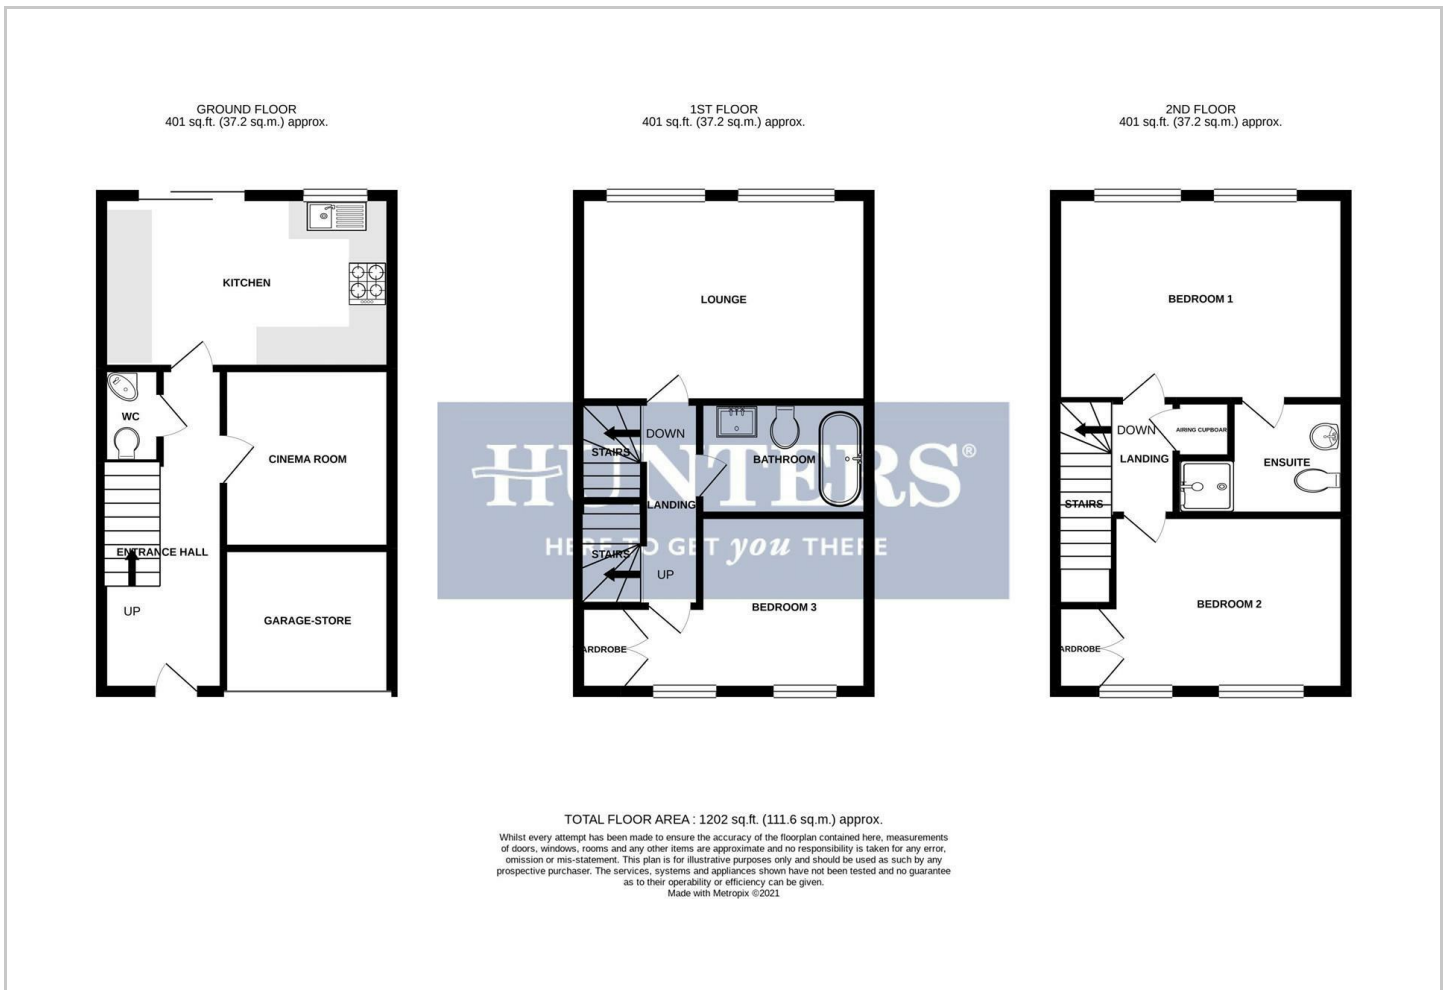 GROUND FLOOR
401 sq.ft. (37.2 sq.m.) approx.
KITCHEN
WC
CINEMA ROOM
ENTRANCE HALL
UP
GARAGE-STORE
1ST FLOOR
401 sq.ft. (37.2 sq.m.) approx.
LOUNGE
DOWN
STAIRS
BATHROOM
LANDING
STAIRS
UP
BEDROOM 3
ARDROBE
HUNTERS®
HERE TO GET you THERE
2ND FLOOR
401 sq.ft. (37.2 sq.m.) approx.
BEDROOM 1
DOWN
AIRING CUPBOAR
LANDING
ENSUITE
STAIRS
BEDROOM 2
ARDROBE
TOTAL FLOOR AREA : 1202 sq.ft. (111.6 sq.m.) approx.
Whilst every attempt has been made to ensure the accuracy of the floorplan contained here, measurements
of doors, windows, rooms and any other items are approximate and no responsibility is taken for any error,
omission or mis-statement. This plan is for illustrative purposes only and should be used as such by any
prospective purchaser. The services, systems and appliances shown have not been tested and no guarantee
as to their operability or efficiency can be given.
Made with Metropix ©2021